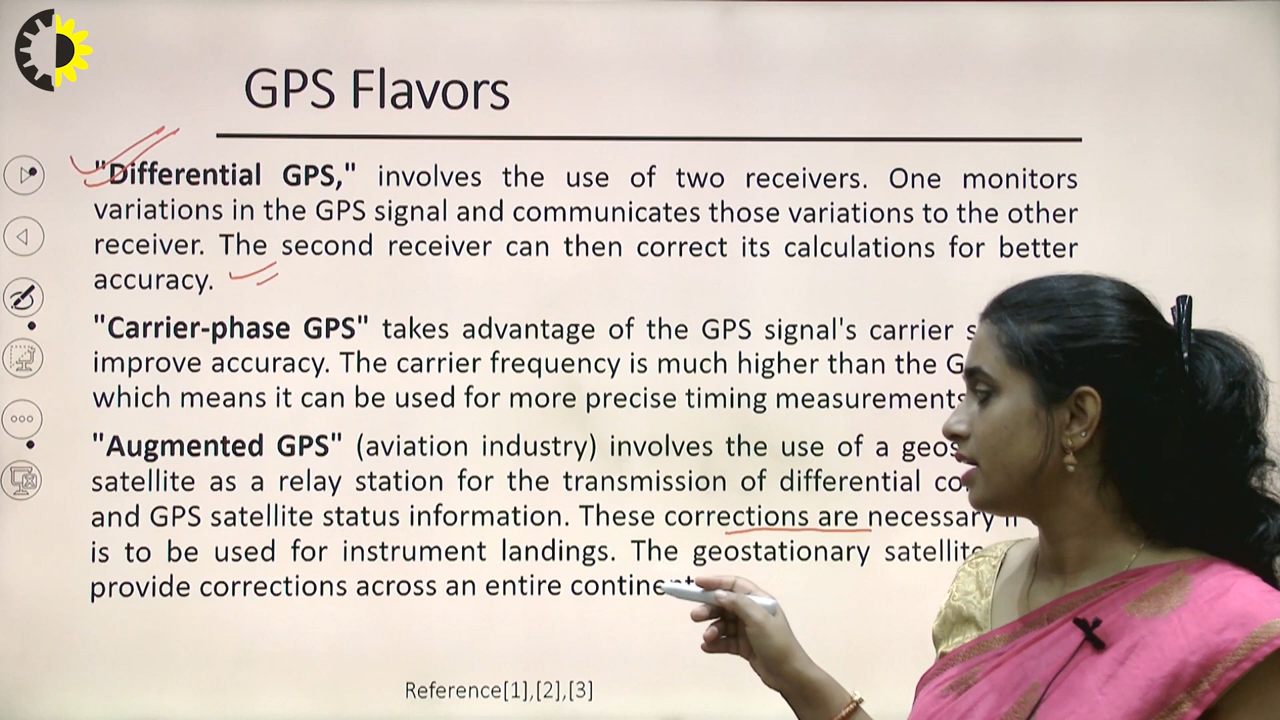 GPS Flavors
"Differential GPS," involves the use of two receivers. One monitors
variations in the GPS signal and communicates those variations to the other
receiver. The second receiver can then correct its calculations for better
accuracy.
"Carrier-phase GPS" takes advantage of the GPS signal's carrier
improve accuracy. The carrier frequency is much higher than the
which means it can be used for more precise timing measurements
"Augmented GPS" (aviation industry) involves the use of a
satellite as a relay station for the transmission of differential
and GPS satellite status information. These corrections are necessary
is to be used for instrument landings. The geostationary
provide corrections across an entire
Reference[1],[2],[3]